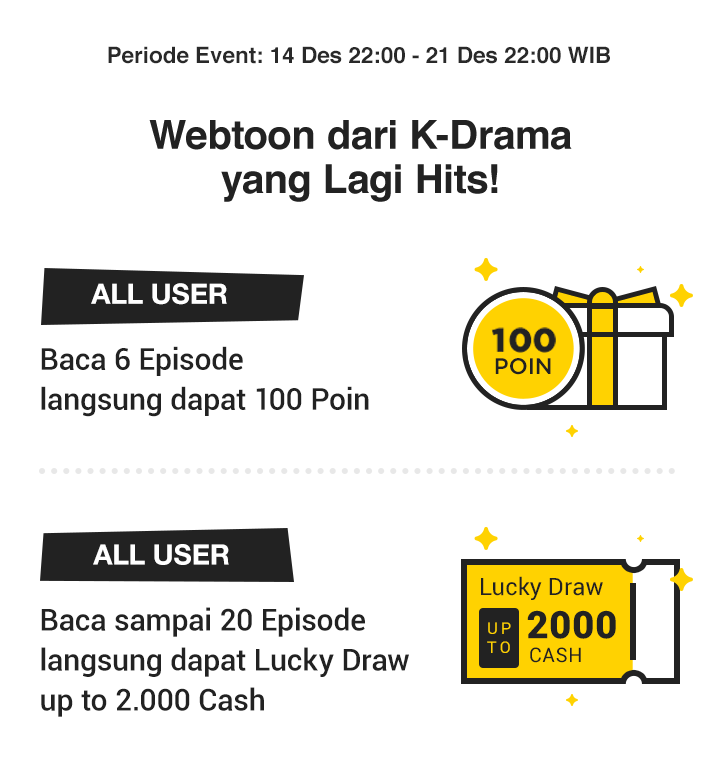 Periode Event: 14 Des 22:00 - 21 Des 22:00 WIB
Webtoon dari K-Drama
yang Lagi Hits!
ALL USER
Baca 6 Episode
langsung dapat 100 Poin
100
POIN
ALL USER
Baca sampai 20 Episode
langsung dapat Lucky Draw
up to 2.000 Cash
Lucky Draw
UP
TO
2000
CASH